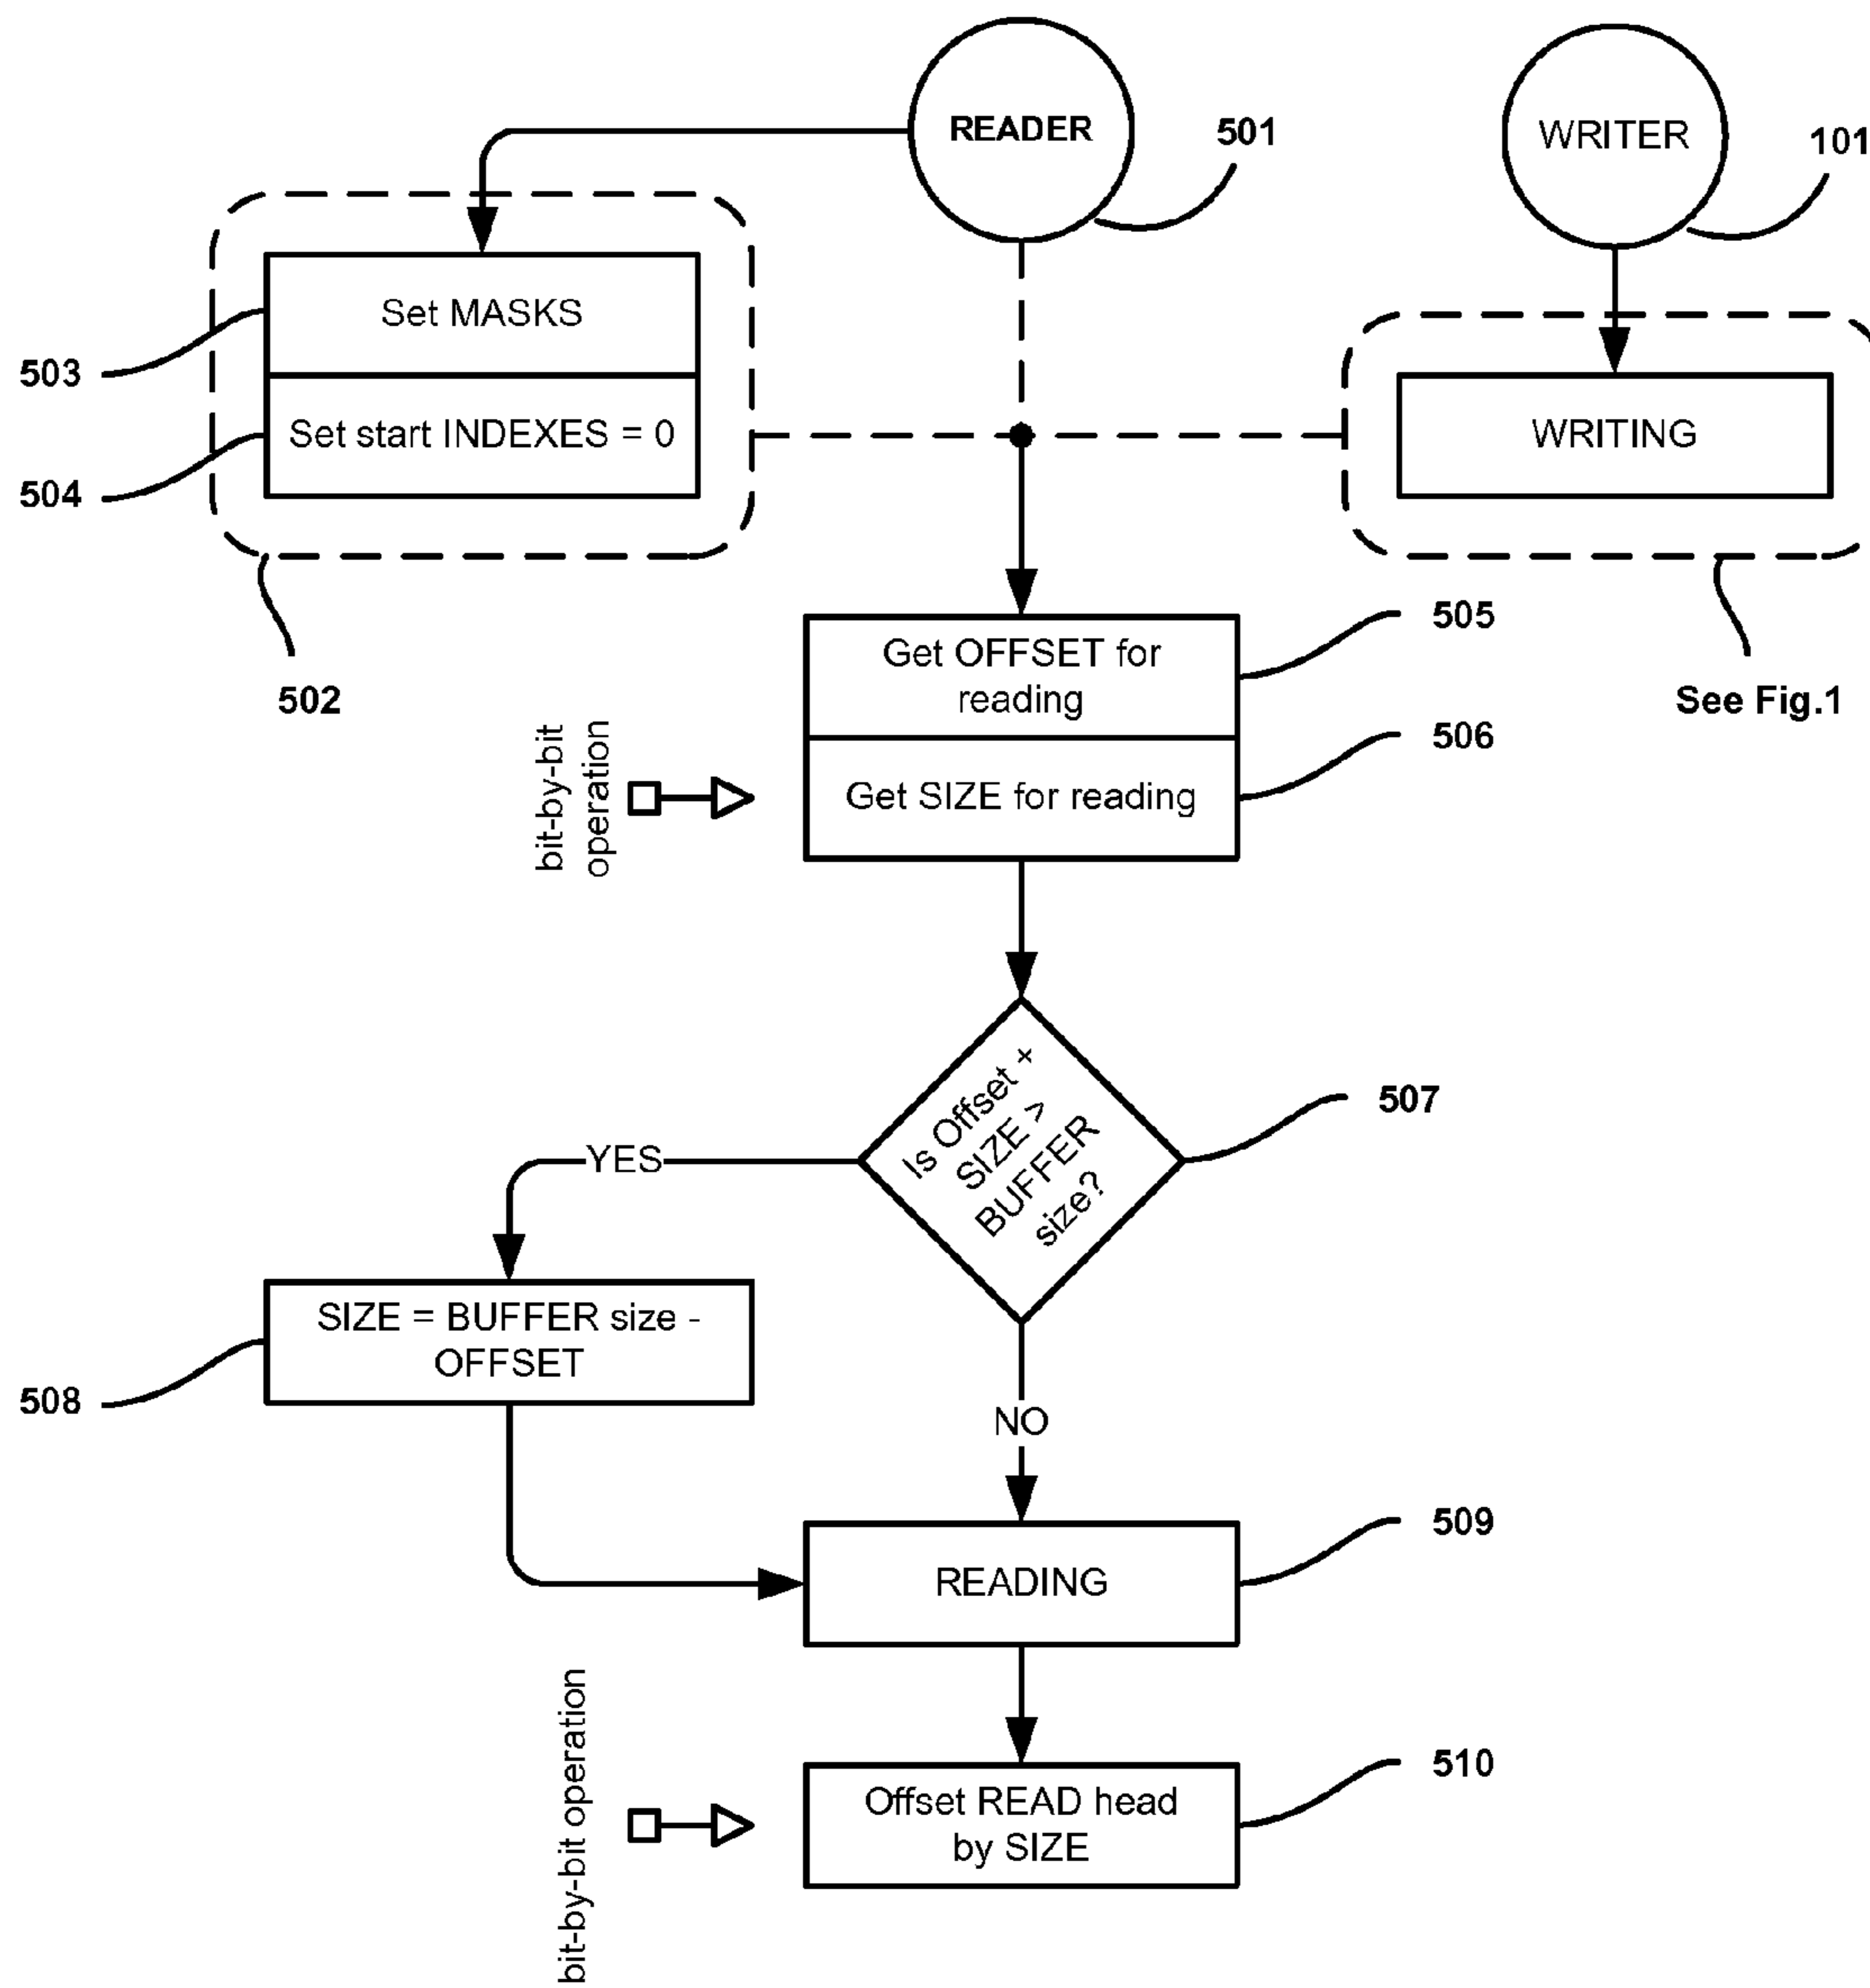 READER
501
WRITER
101
Set MASKS
503
Set start INDEXES = 0
504
WRITING
502
Get OFFSET for
reading
505
See Fig.1
bit-by-bit
operation
Get SIZE for reading
506
Is Offset +
SIZE >
BUFFER
size?
507
YES
SIZE = BUFFER size -
OFFSET
508
NO
READING
509
bit-by-bit operation
Offset READ head
by SIZE
510